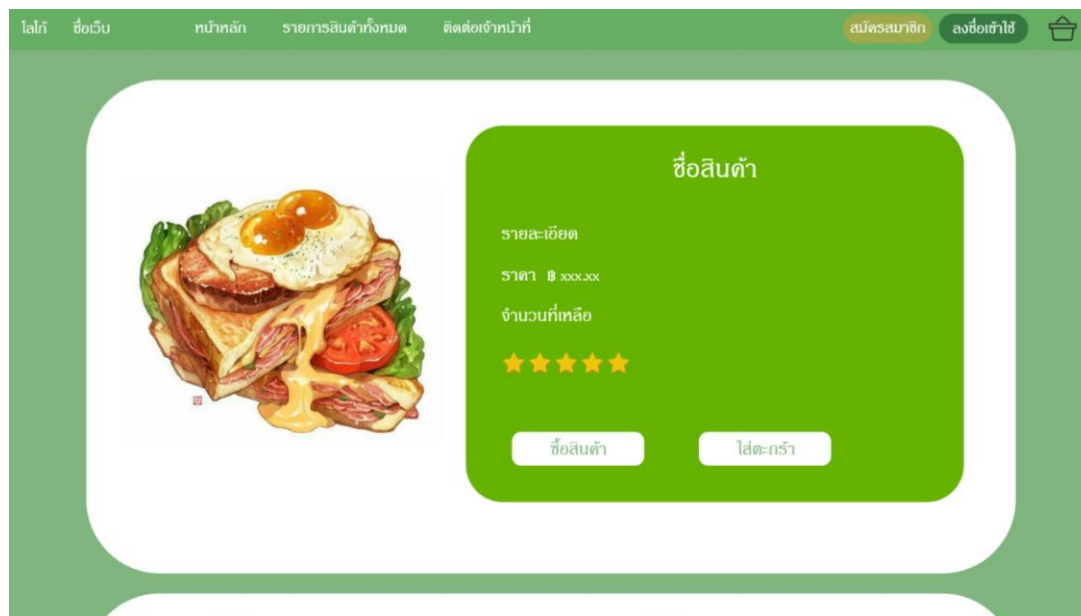 โลโก้ ชื่อเว็บ หน้าหลัก รายการสินค้าทั้งหมด ติดต่อเจ้าหน้าที่ สมัครสมาชิก ลงชื่อเข้าใช้
ชื่อสินค้า
รายละเอียด
ราคา ฿ xxx.xx
จำนวนที่เหลือ
ซื้อสินค้า ใส่ตะกร้า